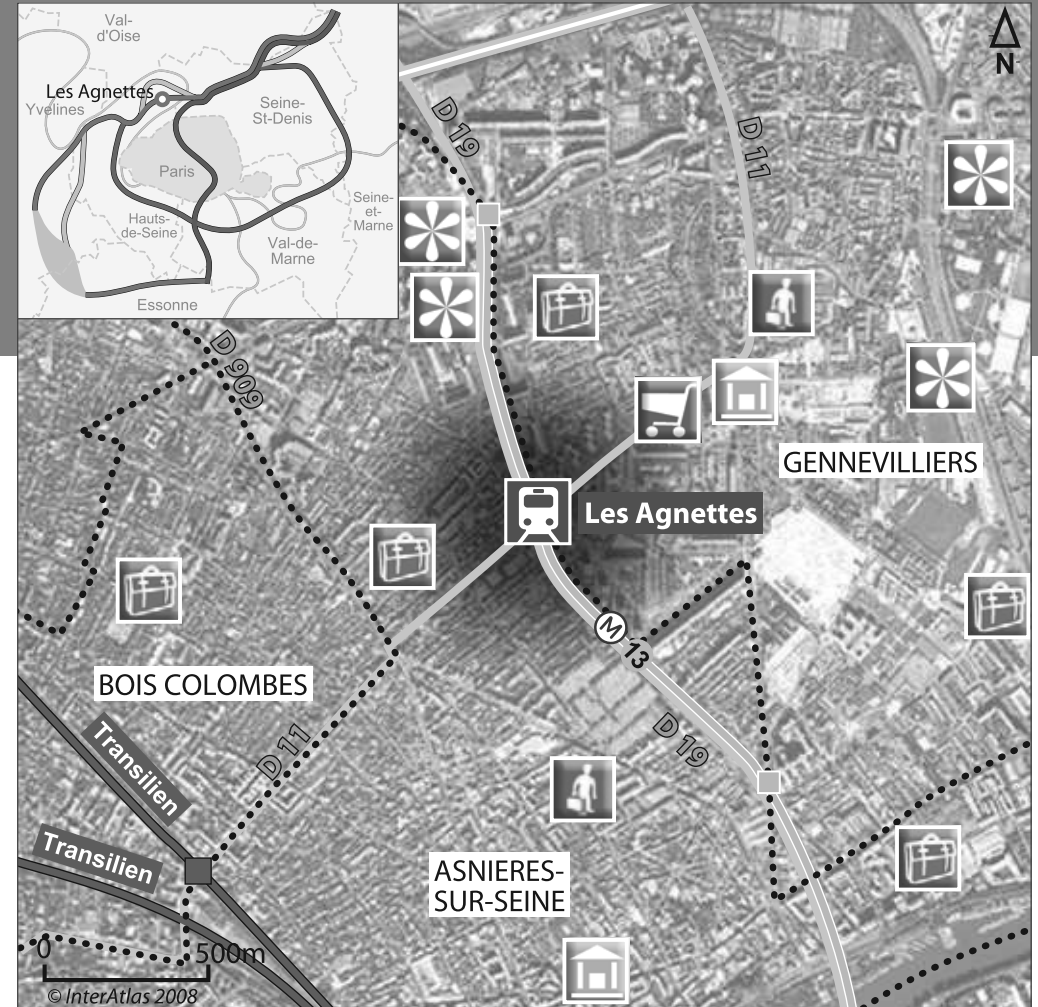 Val-
d'Oise
Les Agnettes
Yvelines
Seine-
St-Denis
Paris
Seine-
et-
Marne
Hauts-
de-Seine
Val-de-
Marne
Essonne
N
D 19
D 11
D 909
GENNEVILLIERS
Les Agnettes
M 13
BOIS COLOMBES
D 11
D 19
Transilien
Transilien
ASNIERES-
SUR-SEINE
0 500m
© InterAtlas 2008